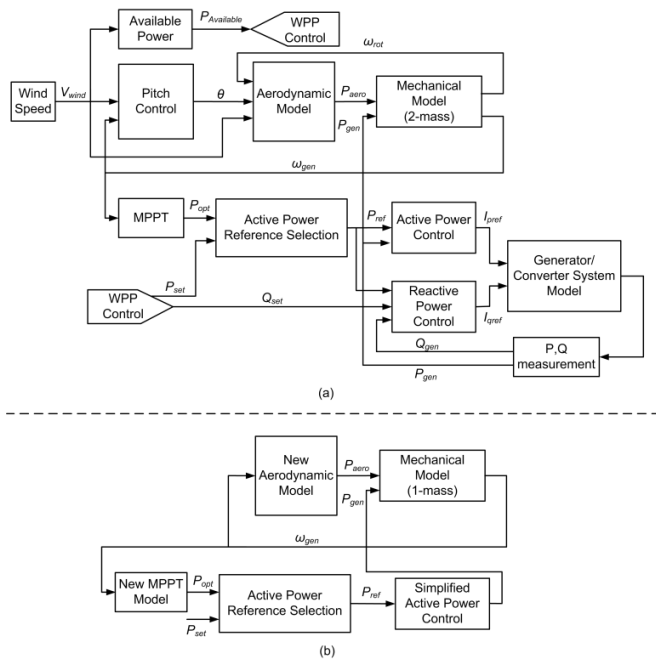 Available
Power
P_Available
WPP
Control
ω_rot
Wind
Speed
V_wind
Pitch
Control
θ
Aerodynamic
Model
P_aero
P_gen
Mechanical
Model
(2-mass)
ω_gen
MPPT
P_opt
Active Power
Reference Selection
P_ref
Active Power
Control
I_pref
Generator/
Converter System
Model
P_set
WPP
Control
Q_set
Reactive
Power
Control
I_qref
Q_gen
P_gen
P,Q
measurement
(a)
New
Aerodynamic
Model
P_aero
P_gen
Mechanical
Model
(1-mass)
ω_gen
New MPPT
Model
P_opt
P_set
Active Power
Reference Selection
P_ref
Simplified
Active Power
Control
(b)